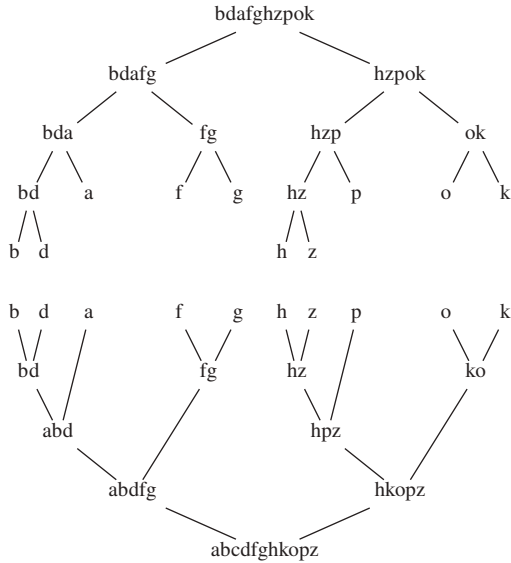 bdafghzpok
bdafg hzpok
bda fg hzp ok
bd a f g hz p o k
b d h z
b d a f g h z p o k
bd fg hz ko
abd hpz
abdfg hkopz
abcdfghkopz